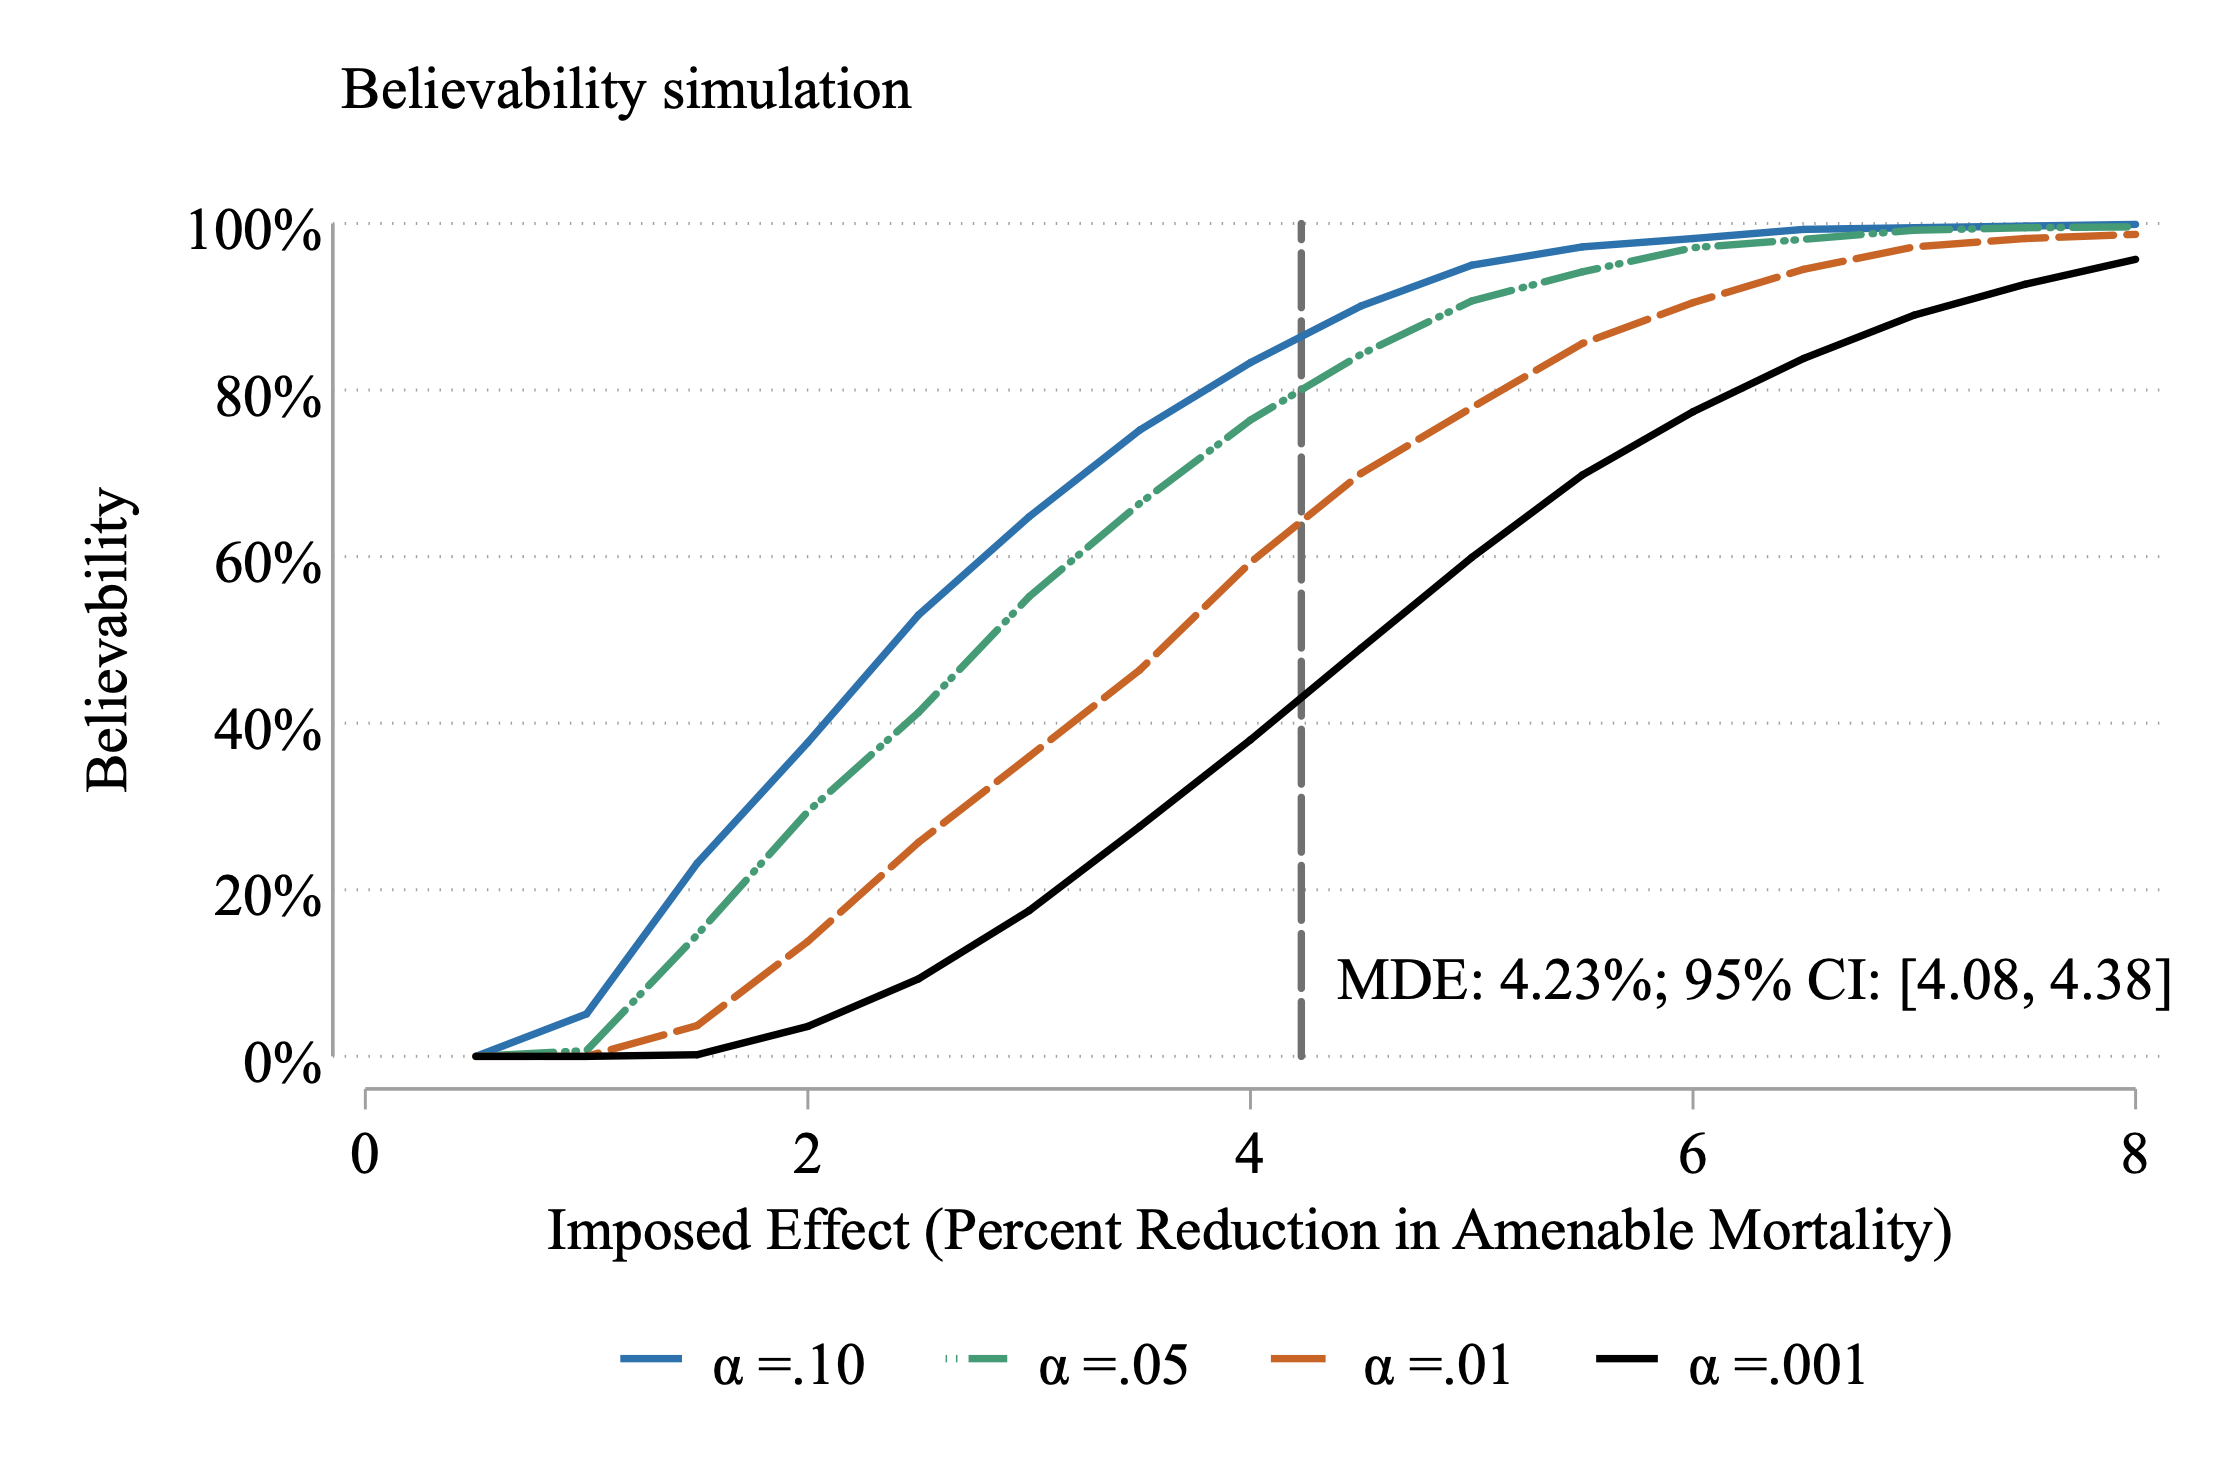 Believability simulation
100%
80%
60%
40%
20%
0%
Believability
MDE: 4.23%; 95% CI: [4.08, 4.38]
0 2 4 6 8
Imposed Effect (Percent Reduction in Amenable Mortality)
α =.10 α =.05 α =.01 α =.001